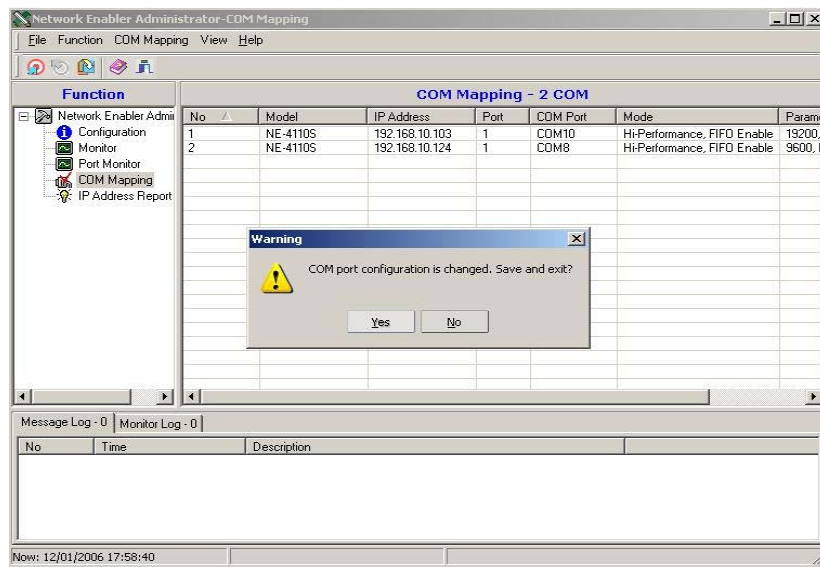 Network Enabler Administrator-COM Mapping
File Function COM Mapping View Help
Function
COM Mapping - 2 COM
Network Enabler Admi
Configuration
Monitor
Port Monitor
COM Mapping
IP Address Report
No Model IP Address Port COM Port Mode Param
1 NE-4110S 192.168.10.103 1 COM10 Hi-Performance, FIFO Enable 19200,
2 NE-4110S 192.168.10.124 1 COM8 Hi-Performance, FIFO Enable 9600,
Warning
COM port configuration is changed. Save and exit?
Yes No
Message Log - 0 Monitor Log - 0
No Time Description
Now: 12/01/2006 17:58:40